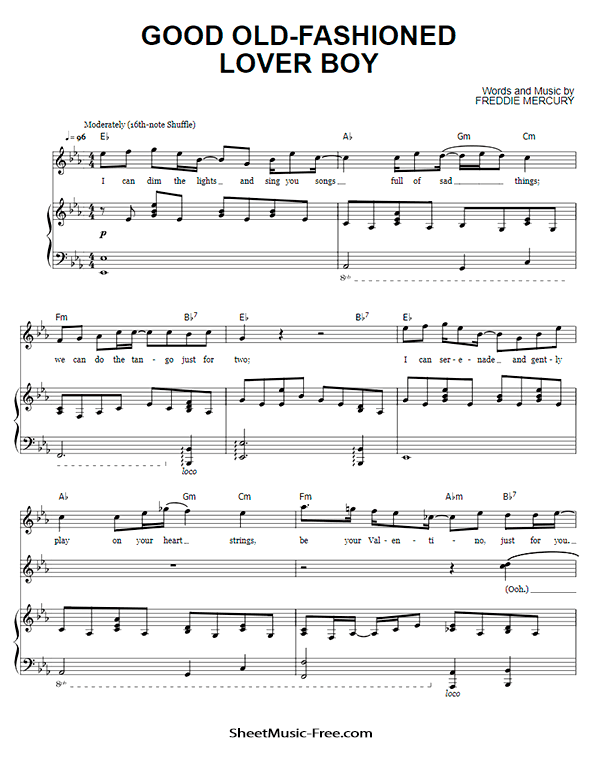 GOOD OLD-FASHIONED
LOVER BOY
Words and Music by
FREDDIE MERCURY
Moderately (16th-note Shuffle)
♩= 96 E♭ A♭ Gm Cm
I can dim the lights and sing you songs full of sad things;
p
8vb
Fm B♭7 E♭ B♭7 E♭
we can do the tan - go just for two; I can ser - e - nade and gent - ly
loco
A♭ Gm Cm Fm A♭m B♭7
play on your heart strings, be your Val - en - ti - no, just for you.
(Ooh.)
8vb
loco
SheetMusic-Free.com